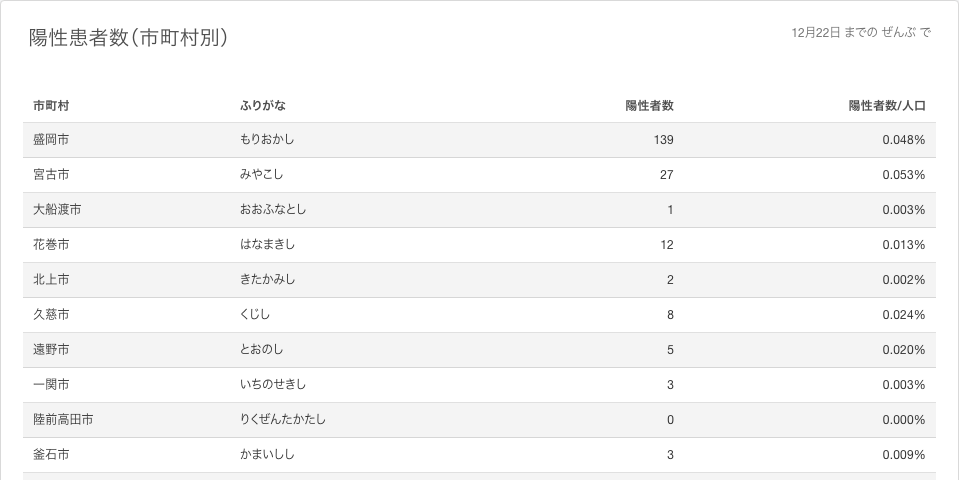 陽性患者数(市町村別)
12月22日 までの ぜんぶ で
市町村 ふりがな 陽性者数 陽性者数/人口
盛岡市 もりおかし 139 0.048%
宮古市 みやこし 27 0.053%
大船渡市 おおふなとし 1 0.003%
花巻市 はなまきし 12 0.013%
北上市 きたかみし 2 0.002%
久慈市 くじし 8 0.024%
遠野市 とおのし 5 0.020%
一関市 いちのせきし 3 0.003%
陸前高田市 りくぜんたかたし 0 0.000%
釜石市 かまいしし 3 0.009%